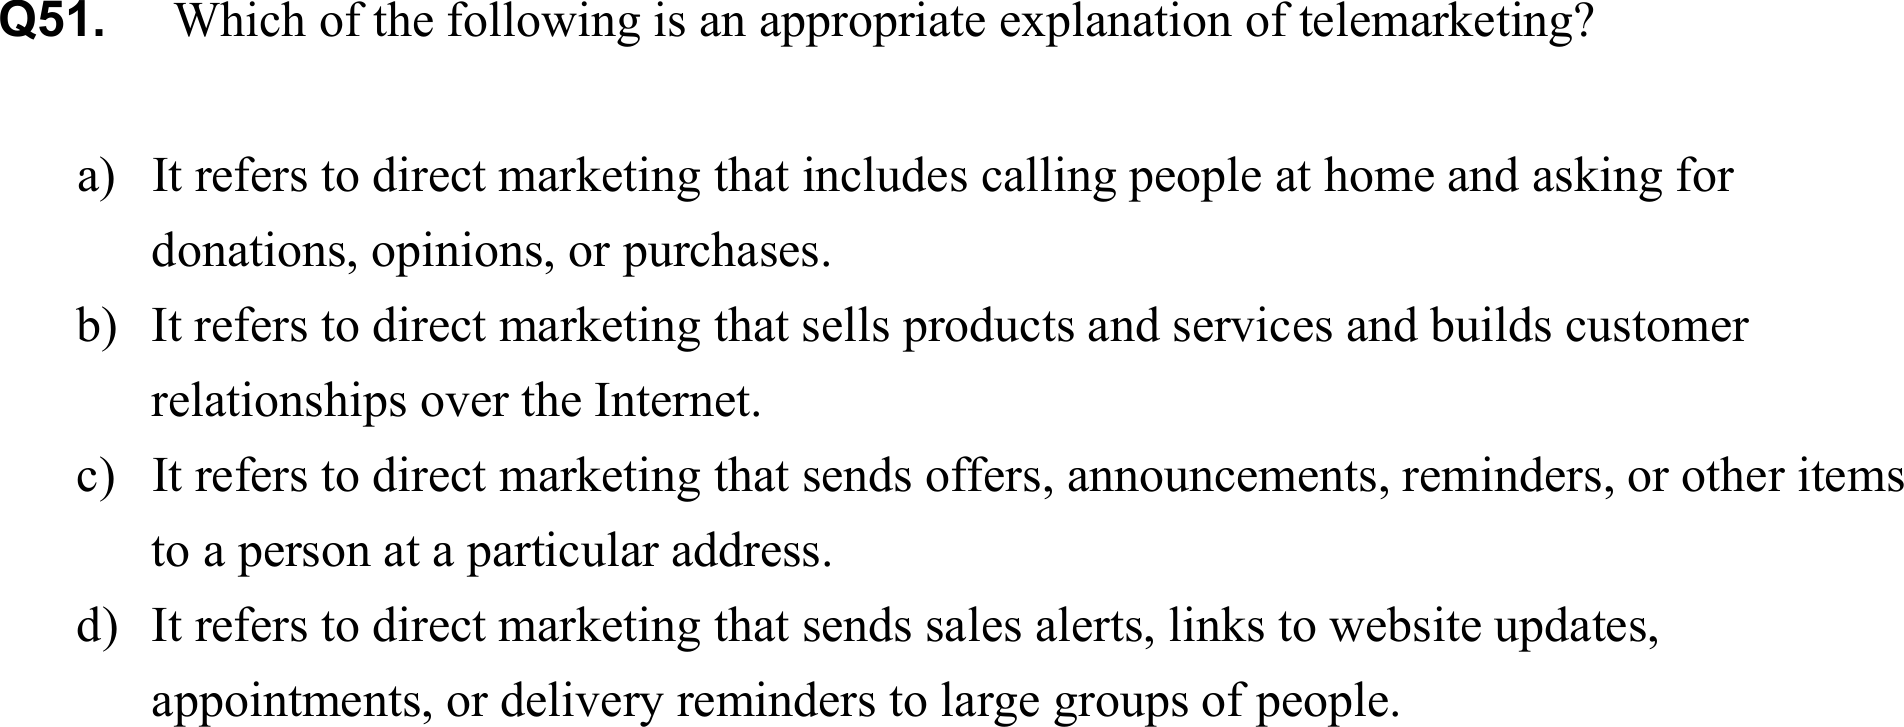 Q51. Which of the following is an appropriate explanation of telemarketing?
a) It refers to direct marketing that includes calling people at home and asking for
donations, opinions, or purchases.
b) It refers to direct marketing that sells products and services and builds customer
relationships over the Internet.
c) It refers to direct marketing that sends offers, announcements, reminders, or other items
to a person at a particular address.
d) It refers to direct marketing that sends sales alerts, links to website updates,
appointments, or delivery reminders to large groups of people.